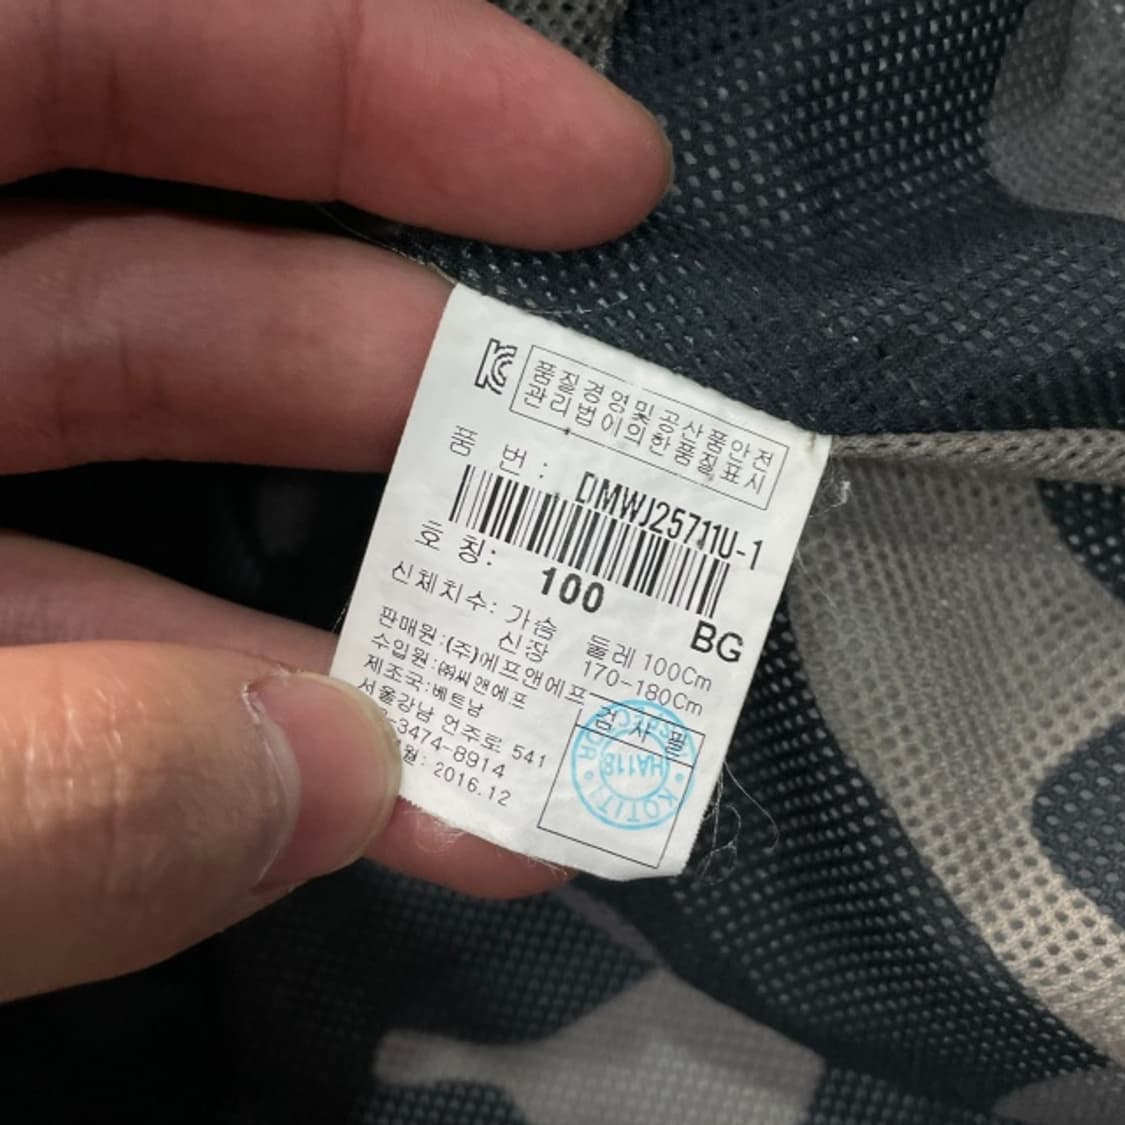 품질경영및공산품안전
관리법이의한품질표시
품 번: DMWJ25711U-1
호 칭: 100 BG
신체치수: 가슴 둘레 100Cm
신장 170-180Cm
판매원:(주)에프앤에프
수입원:㈜씨앤에프
제조국:베트남
서울강남 언주로 541
-3474-8914
월: 2016.12
검 사 필
KOTITI
HA118